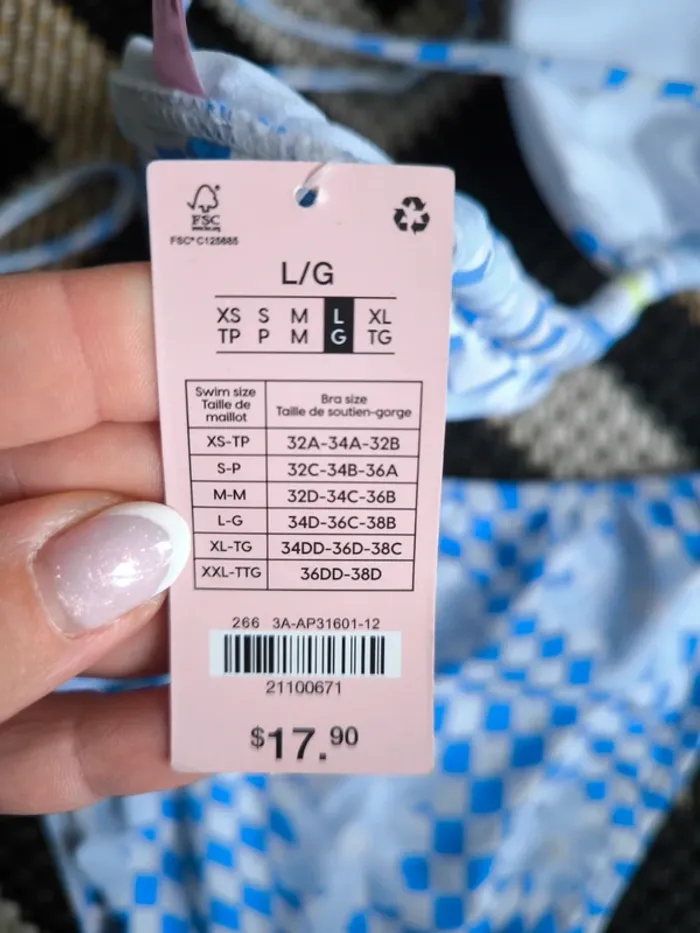 FSC
FSC® C125685
L/G
XS S M L XL
TP P M G TG
Swim size
Taille de
maillot
Bra size
Taille de soutien-gorge
XS-TP 32A-34A-32B
S-P 32C-34B-36A
M-M 32D-34C-36B
L-G 34D-36C-38B
XL-TG 34DD-36D-38C
XXL-TTG 36DD-38D
266 3A-AP31601-12
21100671
$17.90